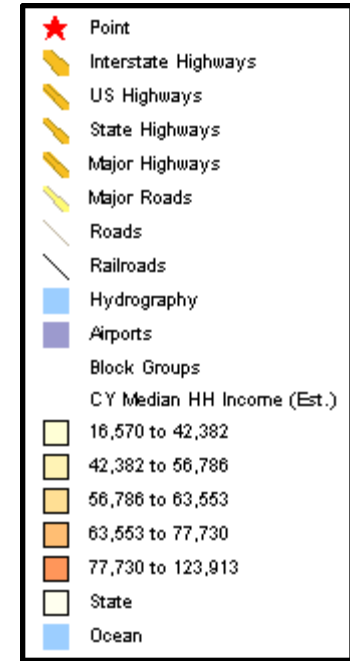 Point
Interstate Highways
US Highways
State Highways
Major Highways
Major Roads
Roads
Railroads
Hydrography
Airports
Block Groups
CY Median HH Income (Est.)
16,570 to 42,382
42,382 to 56,786
56,786 to 63,553
63,553 to 77,730
77,730 to 123,913
State
Ocean